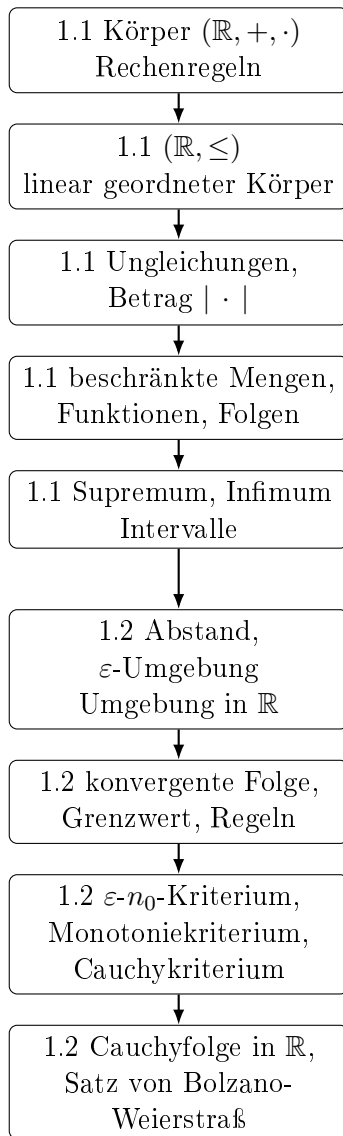 1.1 Körper (ℝ, +, ·)
Rechenregeln
1.1 (ℝ, ≤)
linear geordneter Körper
1.1 Ungleichungen,
Betrag | · |
1.1 beschränkte Mengen,
Funktionen, Folgen
1.1 Supremum, Infimum
Intervalle
1.2 Abstand,
ε-Umgebung
Umgebung in ℝ
1.2 konvergente Folge,
Grenzwert, Regeln
1.2 ε-n₀-Kriterium,
Monotoniekriterium,
Cauchykriterium
1.2 Cauchyfolge in ℝ,
Satz von Bolzano-
Weierstraß